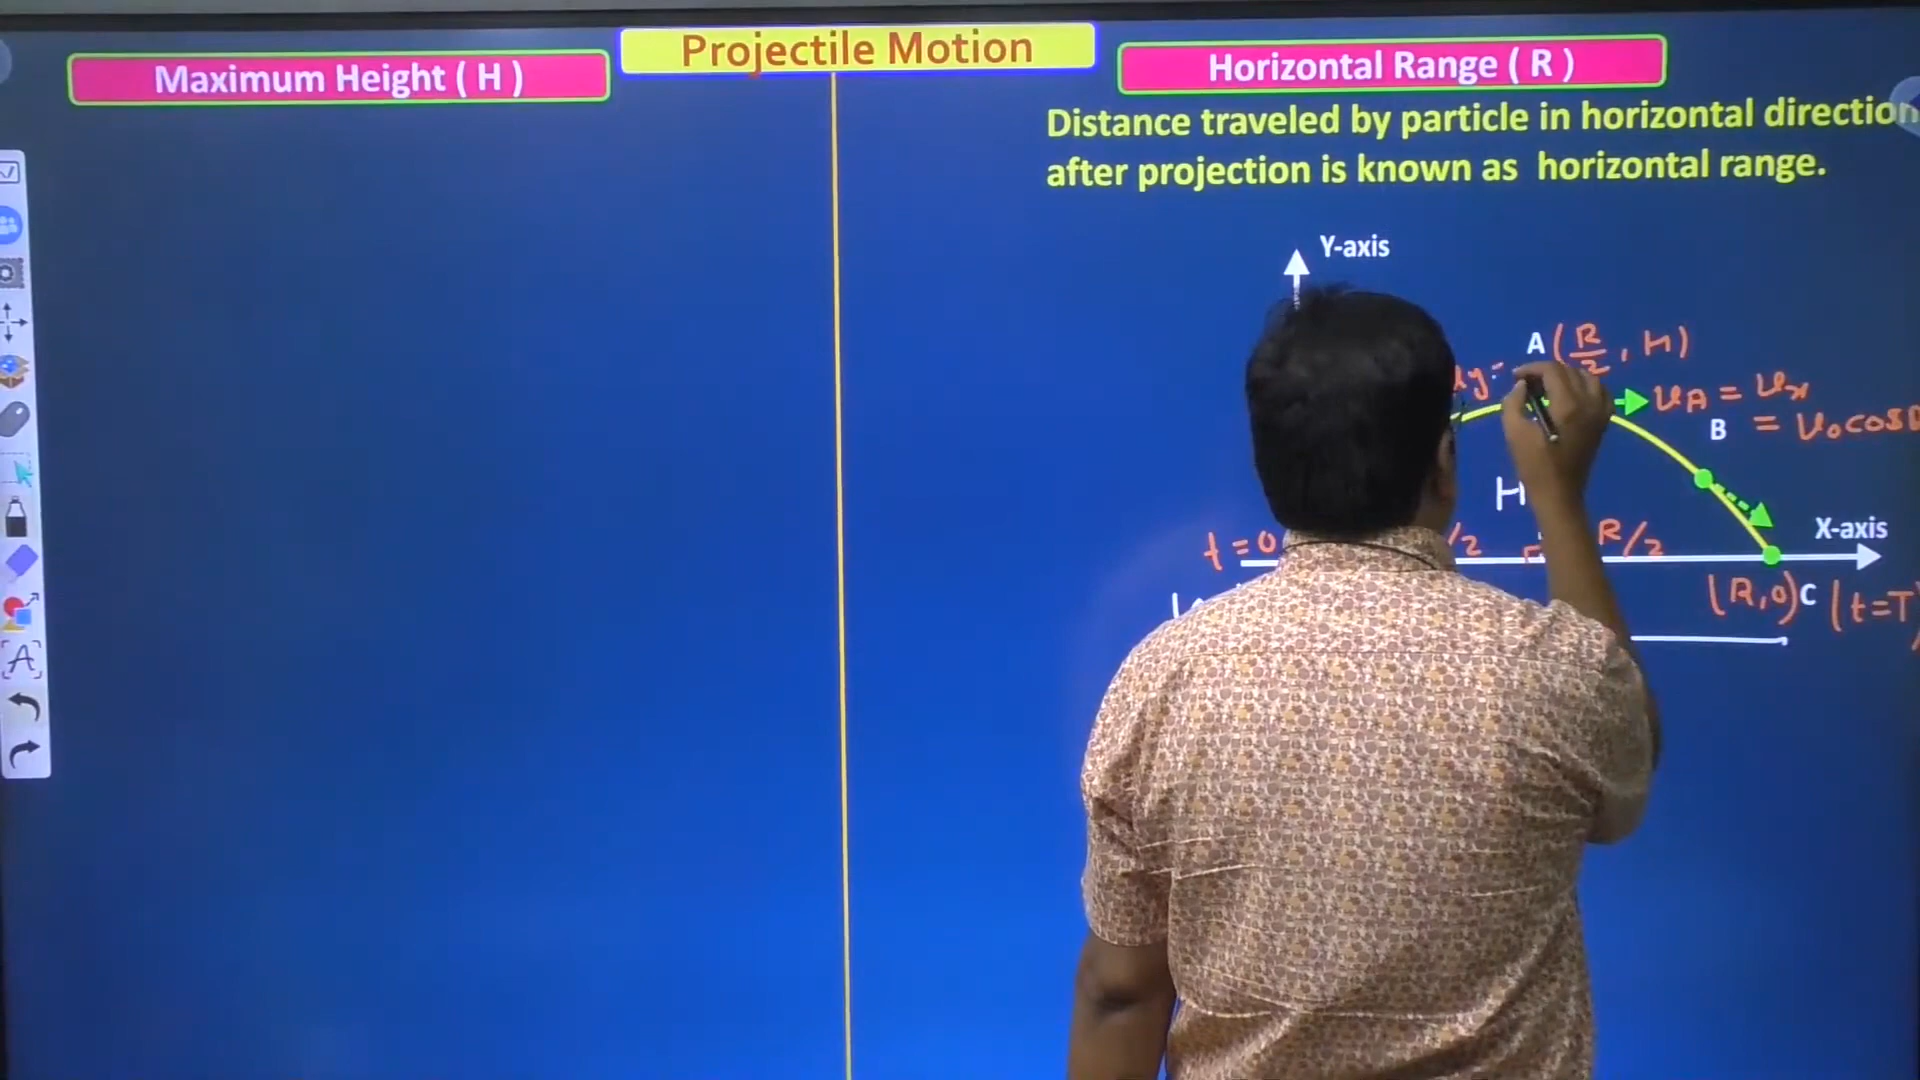 Projectile Motion
Maximum Height ( H )
Horizontal Range ( R )
Distance traveled by particle in horizontal direction
after projection is known as horizontal range.
Y-axis
A (R/2, H)
vA = vx
B = v₀cosθ
H
X-axis
t=0
/2
R/2
(R,0) C (t=T)